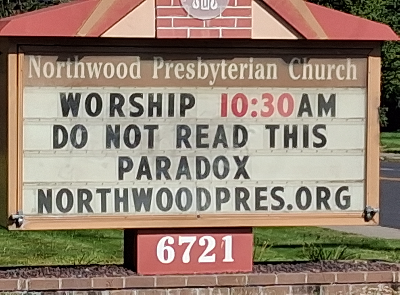 Northwood Presbyterian Church
WORSHIP 10:30AM
DO NOT READ THIS
PARADOX
NORTHWOODPRES.ORG
6721